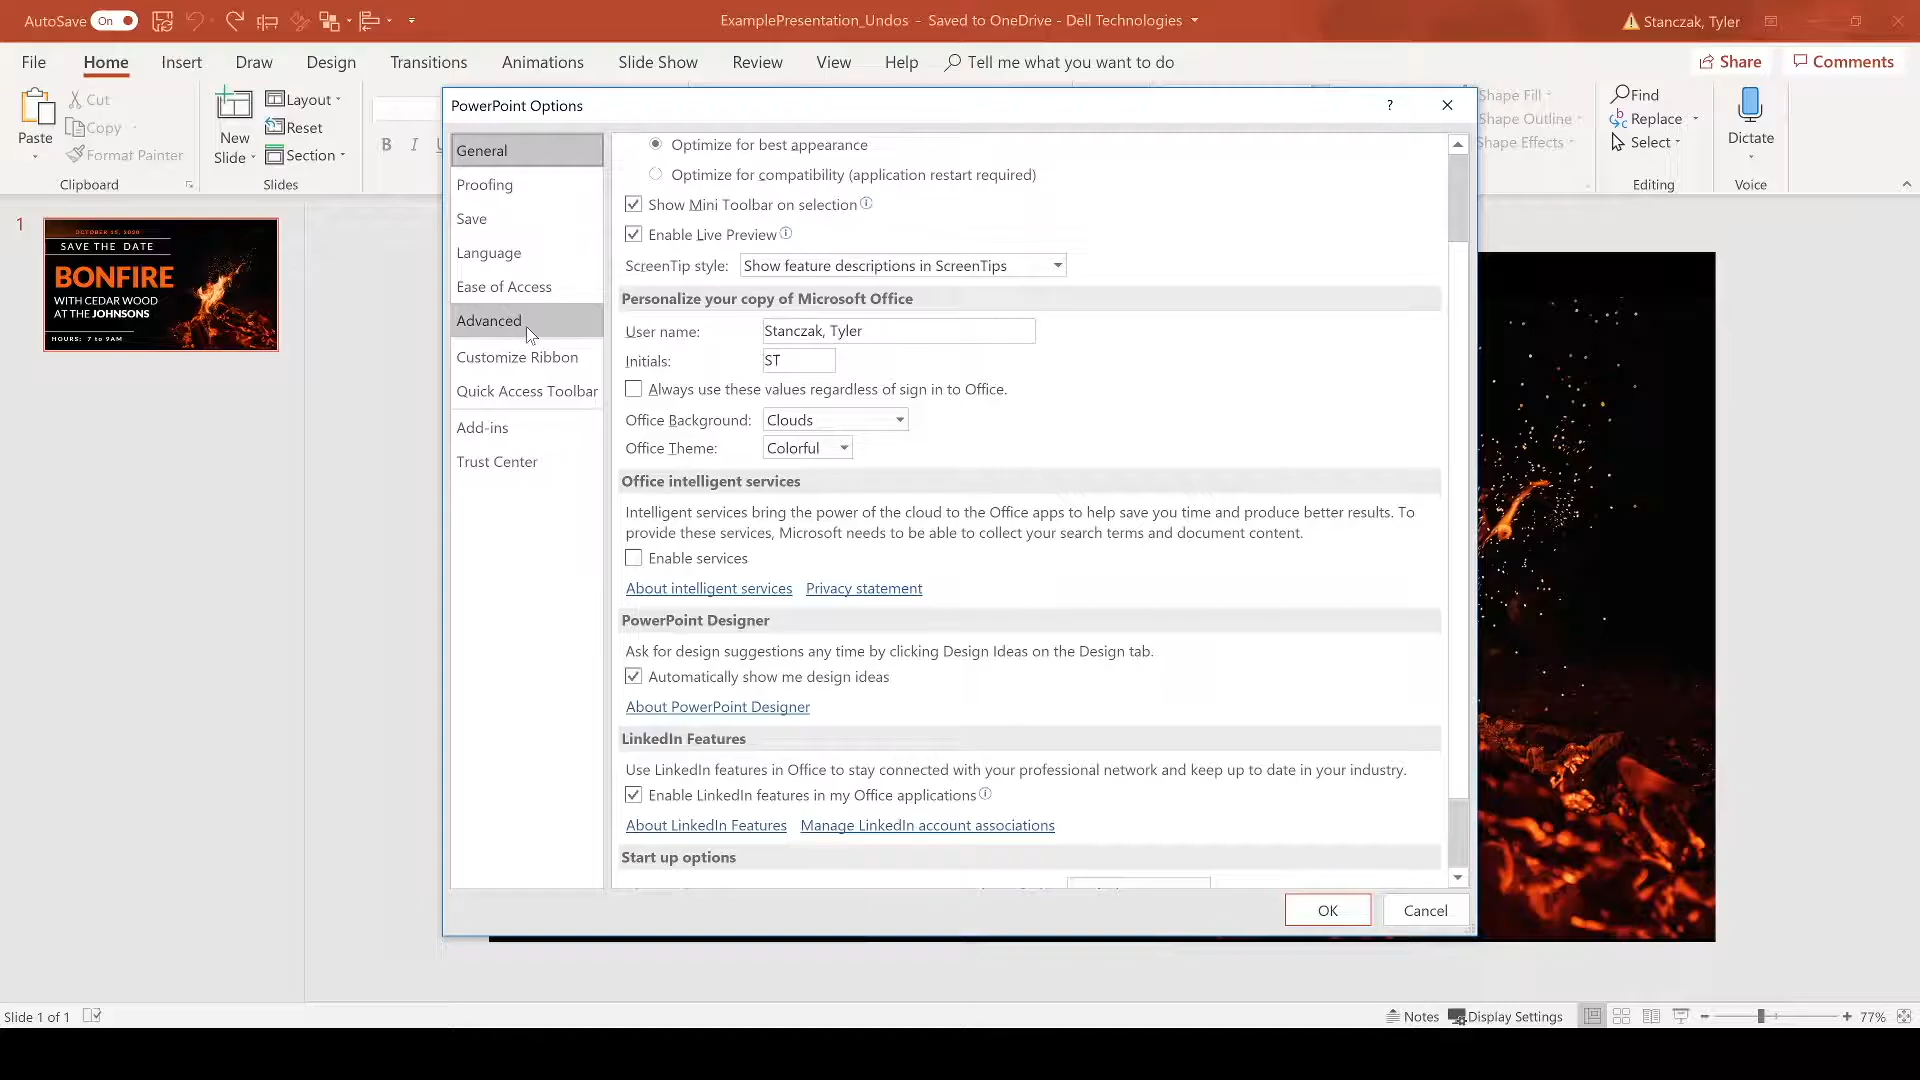 AutoSave On
ExamplePresentation_Undos - Saved to OneDrive - Dell Technologies
Stanczak, Tyler
File Home Insert Draw Design Transitions Animations Slide Show Review View Help Tell me what you want to do
Share Comments
Paste
Cut
Copy
Format Painter
Clipboard
New
Slide
Layout
Reset
Section
Slides
B I U
Shape Fill
Shape Outline
Shape Effects
Find
Replace
Select
Editing
Dictate
Voice
1
OCTOBER 15, 2020
SAVE THE DATE
BONFIRE
WITH CEDAR WOOD
AT THE JOHNSONS
HOURS: 7 to 9AM
PowerPoint Options
?
General
Proofing
Save
Language
Ease of Access
Advanced
Customize Ribbon
Quick Access Toolbar
Add-ins
Trust Center
Optimize for best appearance
Optimize for compatibility (application restart required)
Show Mini Toolbar on selection
Enable Live Preview
ScreenTip style: Show feature descriptions in ScreenTips
Personalize your copy of Microsoft Office
User name: Stanczak, Tyler
Initials: ST
Always use these values regardless of sign in to Office.
Office Background: Clouds
Office Theme: Colorful
Office intelligent services
Intelligent services bring the power of the cloud to the Office apps to help save you time and produce better results. To
provide these services, Microsoft needs to be able to collect your search terms and document content.
Enable services
About intelligent services Privacy statement
PowerPoint Designer
Ask for design suggestions any time by clicking Design Ideas on the Design tab.
Automatically show me design ideas
About PowerPoint Designer
LinkedIn Features
Use LinkedIn features in Office to stay connected with your professional network and keep up to date in your industry.
Enable LinkedIn features in my Office applications
About LinkedIn Features Manage LinkedIn account associations
Start up options
OK Cancel
Slide 1 of 1
Notes Display Settings 77%